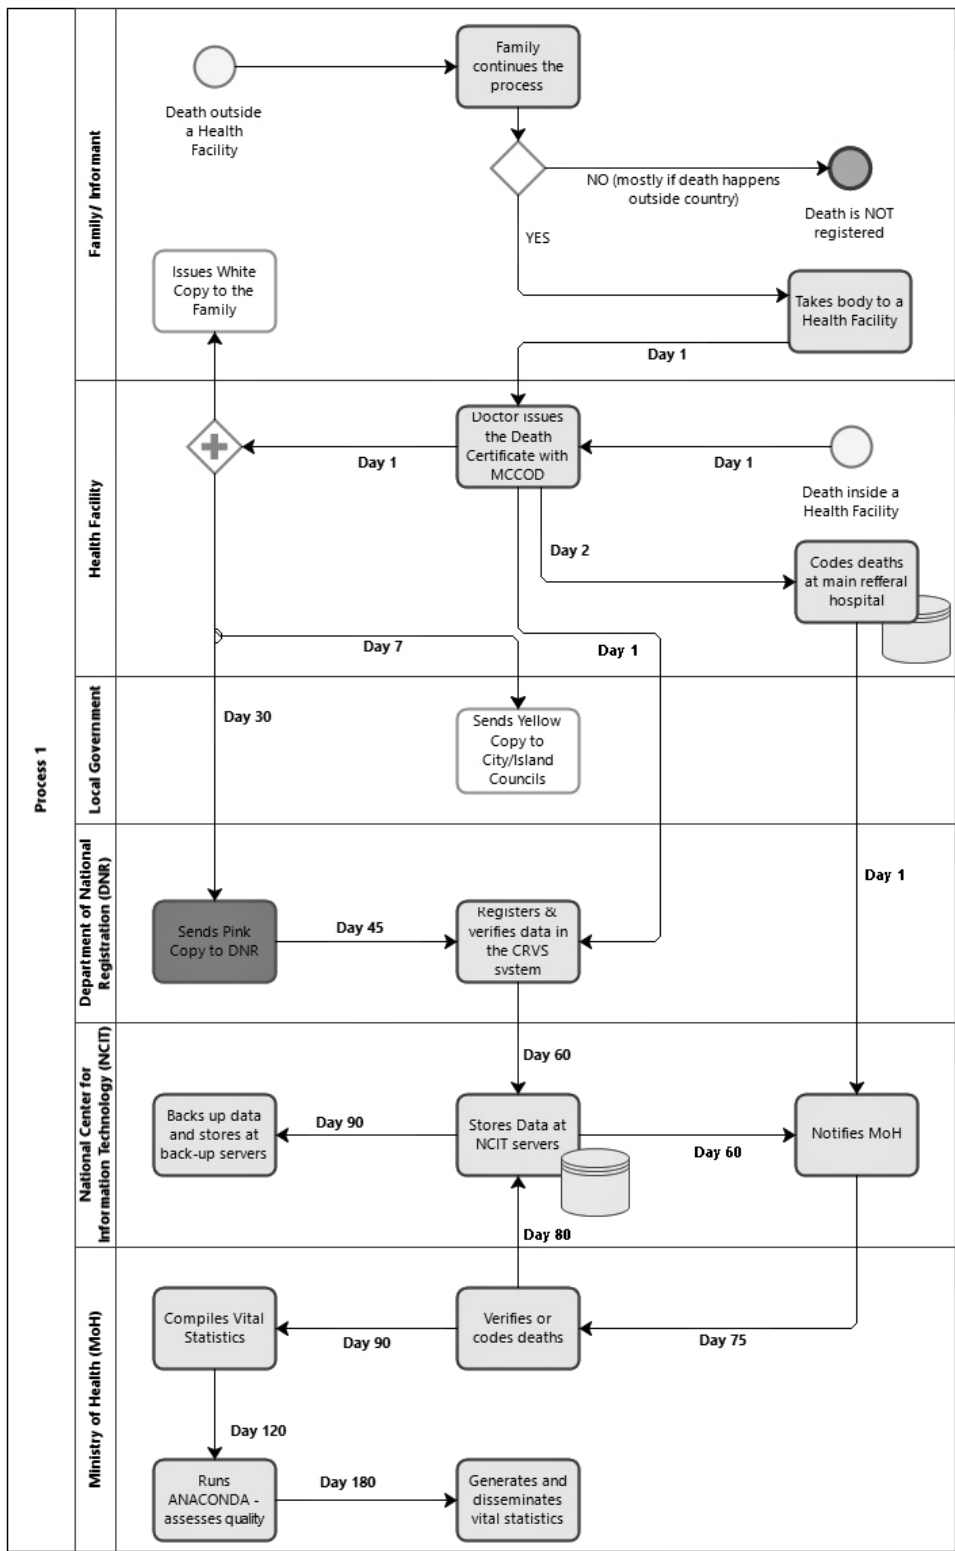 Process 1
Family/ Informant
Death outside
a Health
Facility
Family
continues the
process
NO (mostly if death happens
outside country)
Death is NOT
registered
YES
Issues White
Copy to the
Family
Takes body to a
Health Facility
Day 1
Health Facility
Doctor issues
the Death
Certificate with
MCCOD
Day 1
Day 1
Death inside a
Health Facility
Day 2
Codes deaths
at main refferal
hospital
Day 7
Day 1
Local Government
Day 30
Sends Yellow
Copy to
City/Island
Councils
Department of National
Registration (DNR)
Day 1
Sends Pink
Copy to DNR
Day 45
Registers &
verifies data in
the CRVS
system
National Center for
Information Technology (NCIT)
Day 60
Backs up data
and stores at
back-up servers
Day 90
Stores Data at
NCIT servers
Day 60
Notifies MoH
Day 80
Ministry of Health (MoH)
Compiles Vital
Statistics
Day 90
Verifies or
codes deaths
Day 75
Day 120
Runs
ANACONDA -
assesses quality
Day 180
Generates and
disseminates
vital statistics